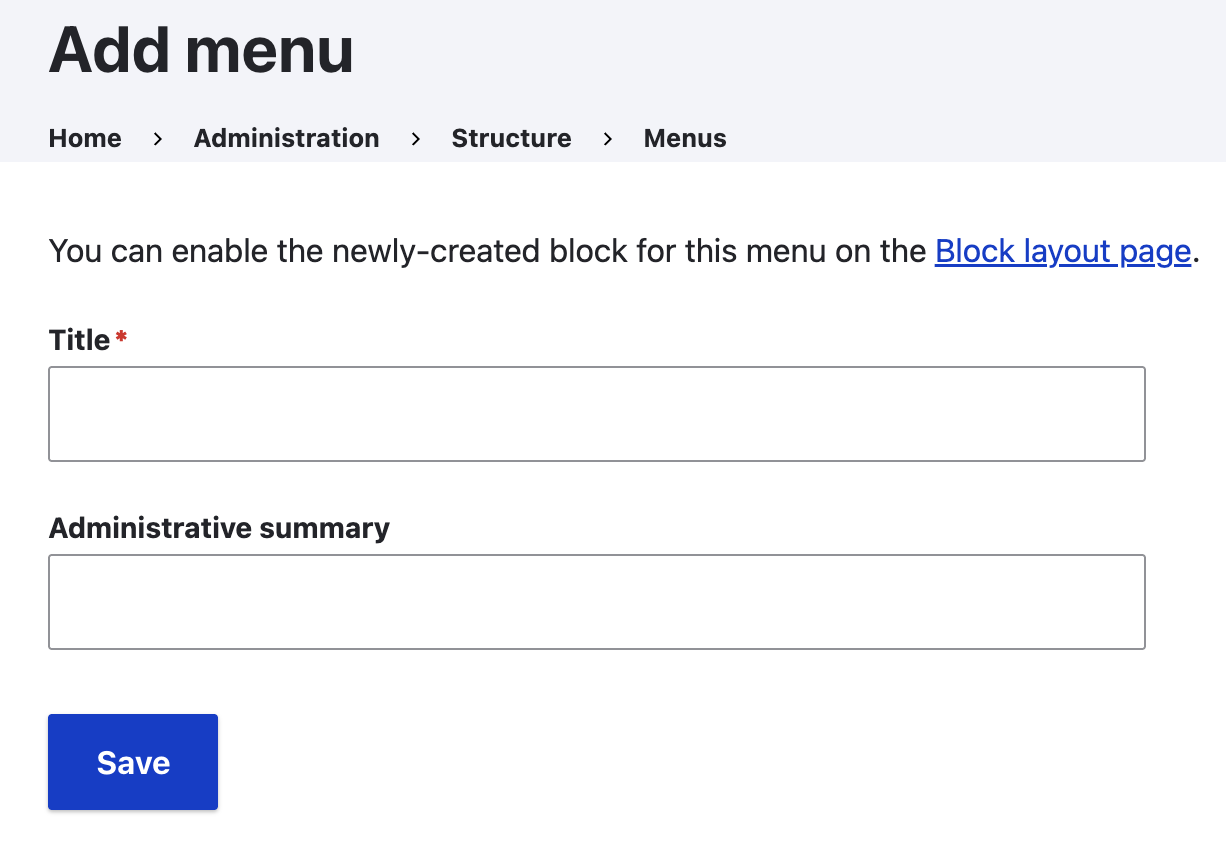 Add menu
Home > Administration > Structure > Menus
You can enable the newly-created block for this menu on the Block layout page.
Title*
Administrative summary
Save